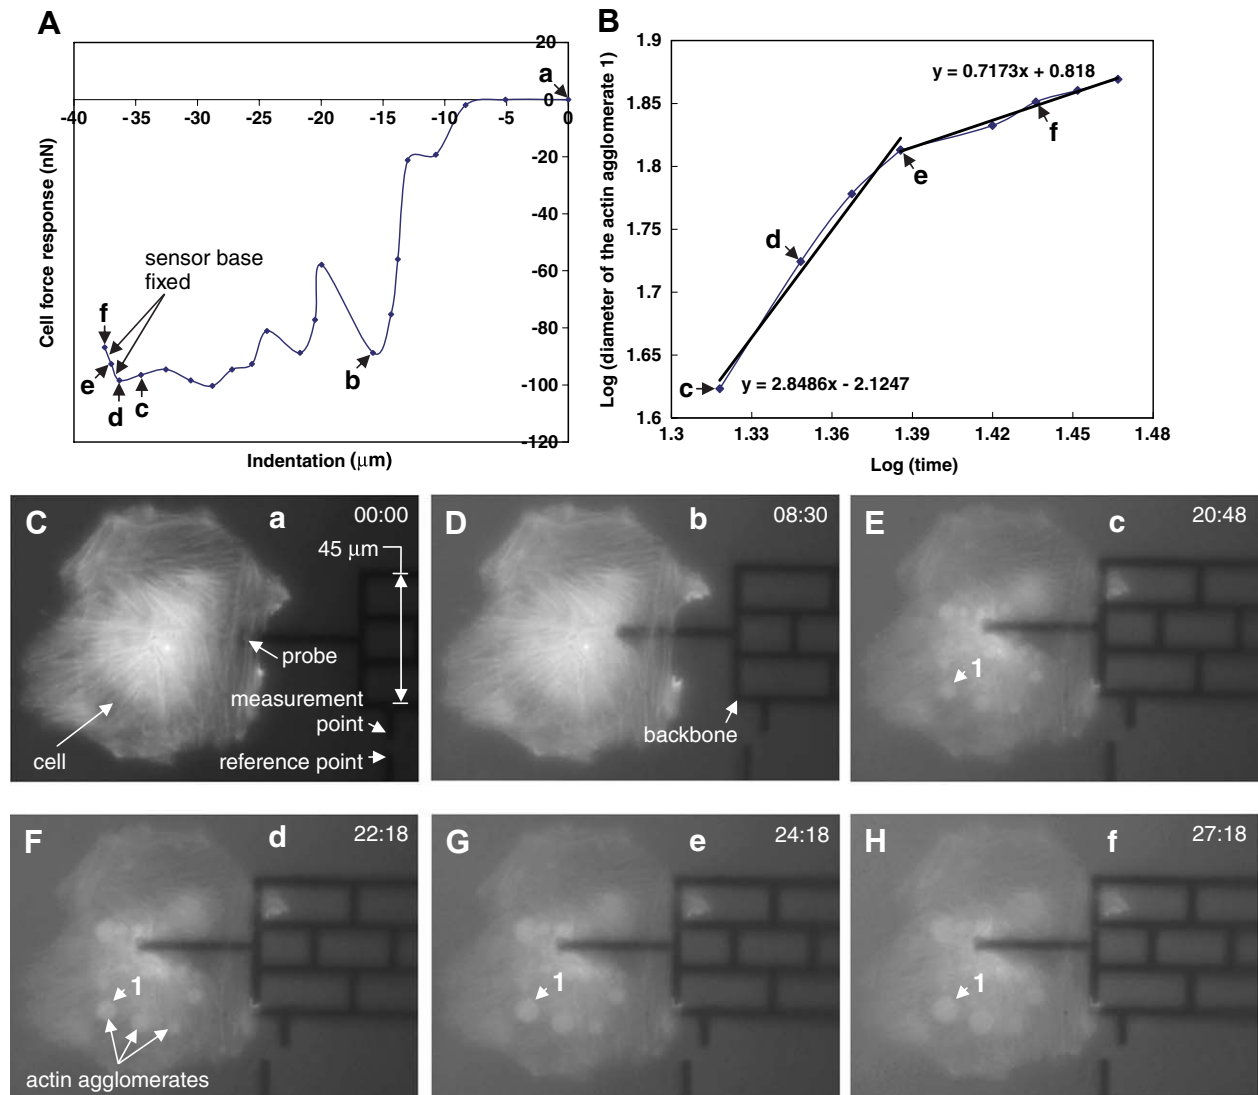 A
20
a
0
-40
-35
-30
-25
-20
-15
-10
-5
0
-20
-40
-60
-80
-100
-120
sensor base
fixed
f
e
d
c
b
Cell force response (nN)
Indentation (μm)
B
1.9
1.85
1.8
1.75
1.7
1.65
1.6
y = 0.7173x + 0.818
f
e
d
c
y = 2.8486x - 2.1247
1.3
1.33
1.36
1.39
1.42
1.45
1.48
Log (diameter of the actin agglomerate 1)
Log (time)
C
a
00:00
45 μm
probe
measurement
point
reference point
cell
D
b
08:30
backbone
E
c
20:48
1
F
d
22:18
1
actin agglomerates
G
e
24:18
1
H
f
27:18
1